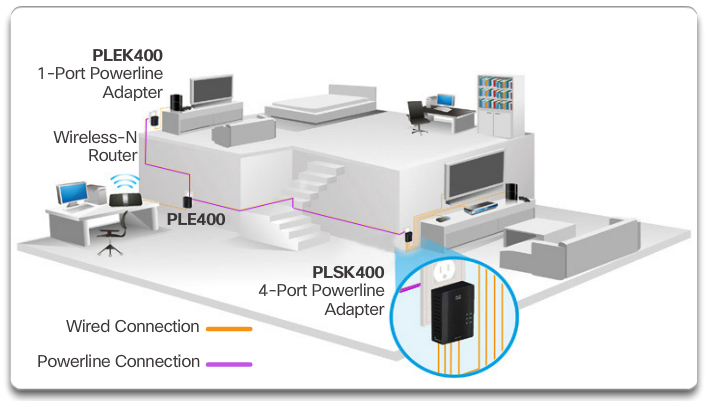 PLEK400
1-Port Powerline
Adapter
Wireless-N
Router
PLE400
PLSK400
4-Port Powerline
Adapter
Wired Connection
Powerline Connection